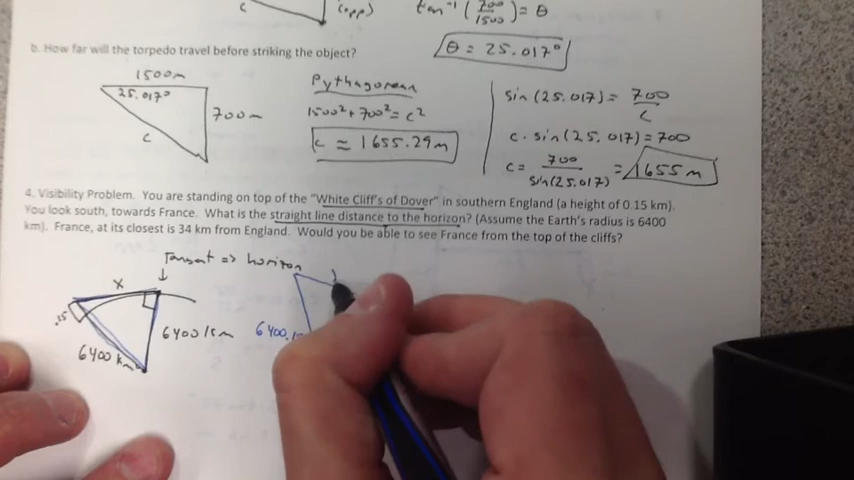 c (opp) tan⁻¹(700/1500) = θ
b. How far will the torpedo travel before striking the object?
θ = 25.017°
1500m
25.017°
700m
c
Pythagorean
1500² + 700² = c²
c ≈ 1655.29m
sin(25.017) = 700/c
c · sin(25.017) = 700
c = 700/sin(25.017) = 1655m
4. Visibility Problem. You are standing on top of the "White Cliff's of Dover" in southern England (a height of 0.15 km).
You look south, towards France. What is the straight line distance to the horizon? (Assume the Earth's radius is 6400
km). France, at its closest is 34 km from England. Would you be able to see France from the top of the cliffs?
Tangent => horizon
x
.15
6400 km
6400 km
6400.1